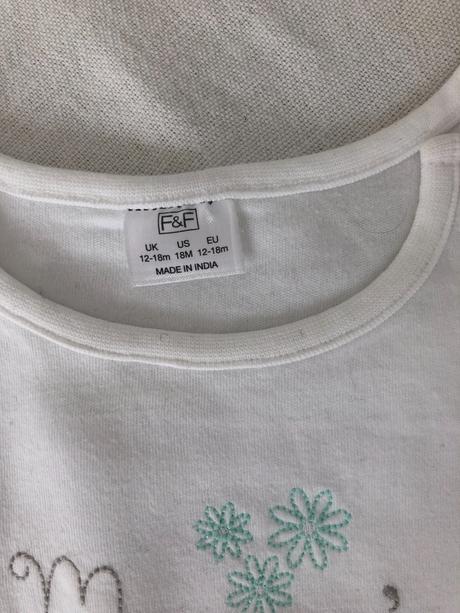 F&F
UK US EU
12-18m 18M 12-18m
MADE IN INDIA
m